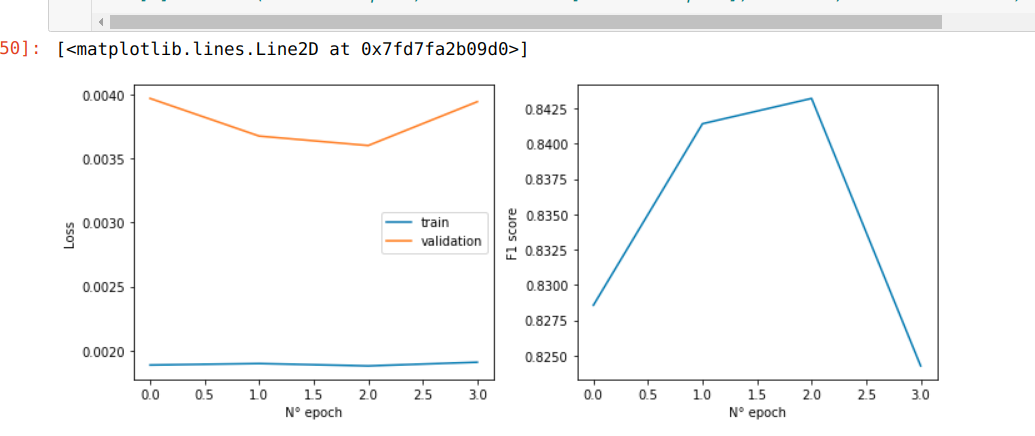 50]: [<matplotlib.lines.Line2D at 0x7fd7fa2b09d0>]
0.0040
0.0035
0.0030
0.0025
0.0020
Loss
train
validation
0.0 0.5 1.0 1.5 2.0 2.5 3.0
N° epoch
0.8425
0.8400
0.8375
0.8350
0.8325
0.8300
0.8275
0.8250
F1 score
0.0 0.5 1.0 1.5 2.0 2.5 3.0
N° epoch